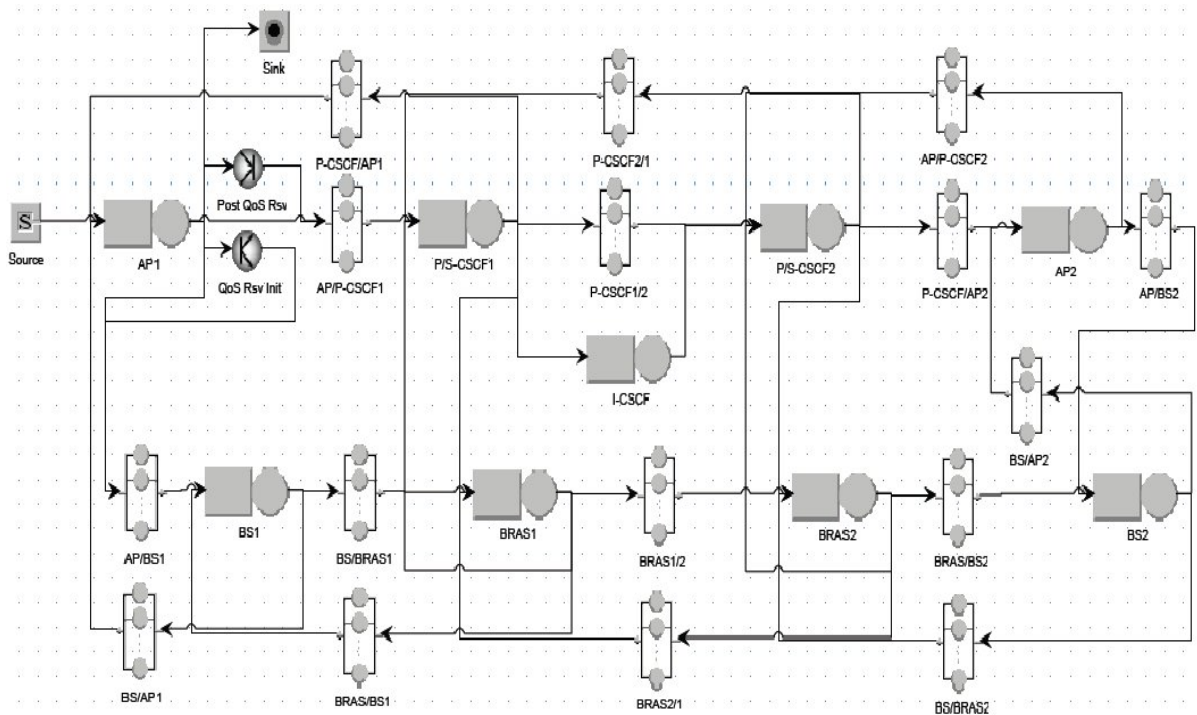 Sink
P-CSCF/AP1
P-CSCF2/1
AP/P-CSCF2
Post QoS Rsv
S
Source
AP1
QoS Rsv Init
AP/P-CSCF1
P/S-CSCF1
P-CSCF1/2
P/S-CSCF2
P-CSCF/AP2
AP2
AP/BS2
I-CSCF
BS/AP2
AP/BS1
BS1
BS/BRAS1
BRAS1
BRAS1/2
BRAS2
BRAS/BS2
BS2
BS/AP1
BRAS/BS1
BRAS2/1
BS/BRAS2